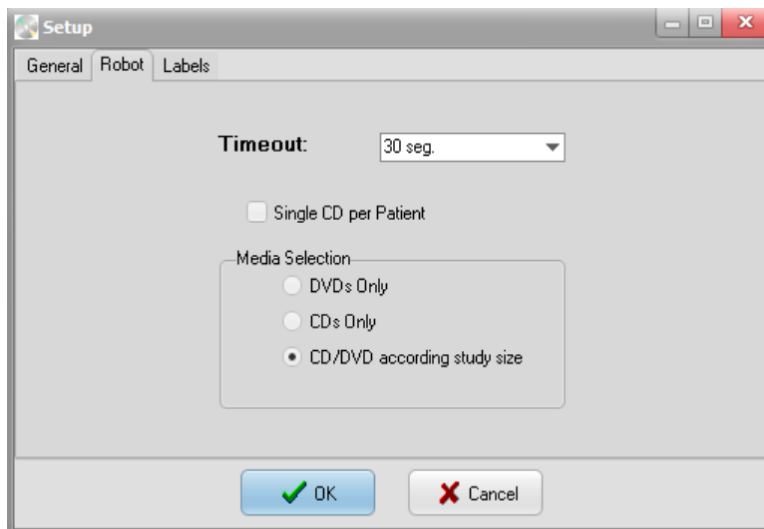 Setup
General Robot Labels
Timeout: 30 seg.
Single CD per Patient
Media Selection
DVDs Only
CDs Only
CD/DVD according study size
OK Cancel